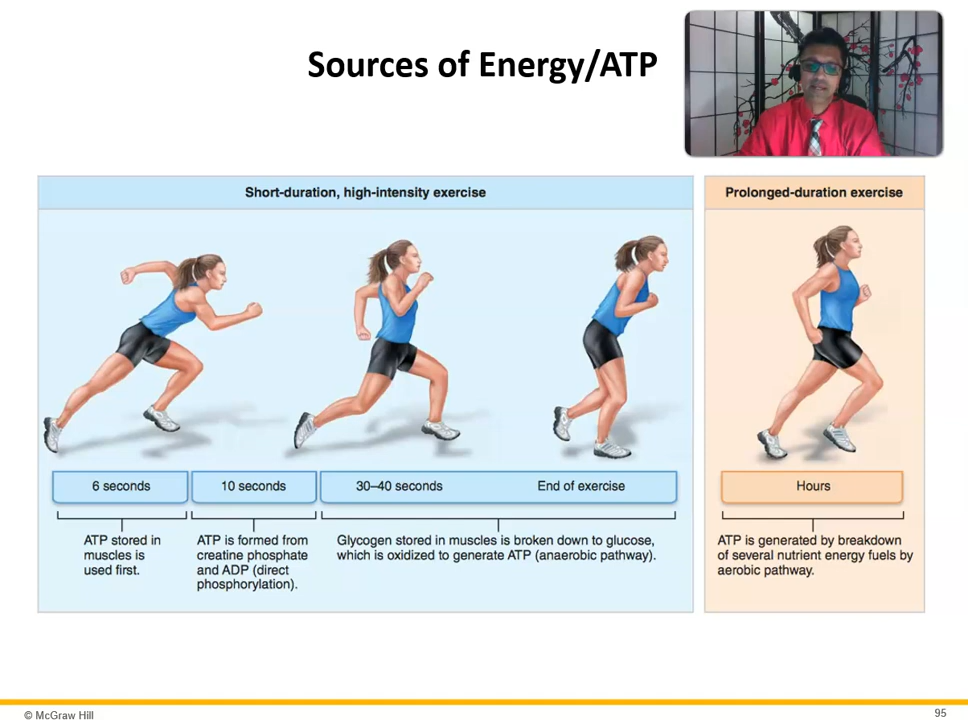 Sources of Energy/ATP
Short-duration, high-intensity exercise
Prolonged-duration exercise
6 seconds
10 seconds
30–40 seconds
End of exercise
Hours
ATP stored in
muscles is
used first.
ATP is formed from
creatine phosphate
and ADP (direct
phosphorylation).
Glycogen stored in muscles is broken down to glucose,
which is oxidized to generate ATP (anaerobic pathway).
ATP is generated by breakdown
of several nutrient energy fuels by
aerobic pathway.
© McGraw Hill
95